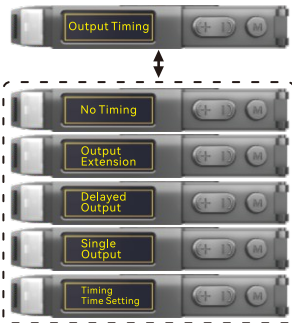 Output Timing
M
No Timing
M
Output
Extension
M
Delayed
Output
M
Single
Output
M
Timing
Time Setting
M